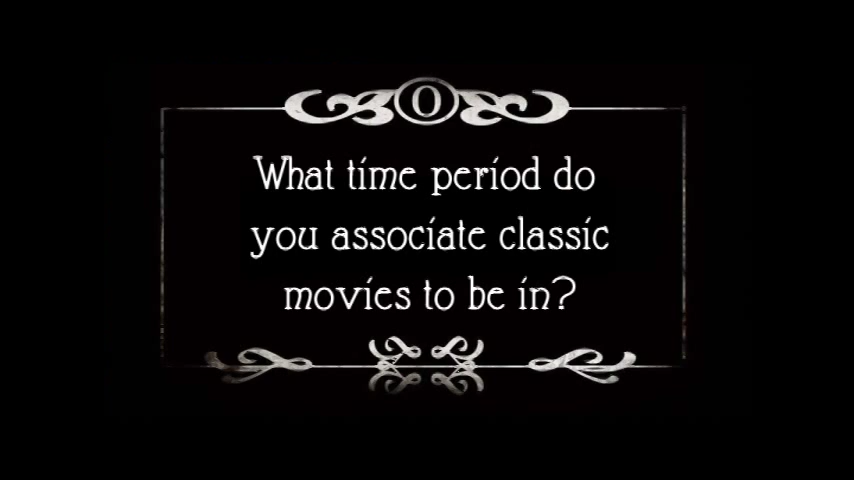 O
What time period do
you associate classic
movies to be in?